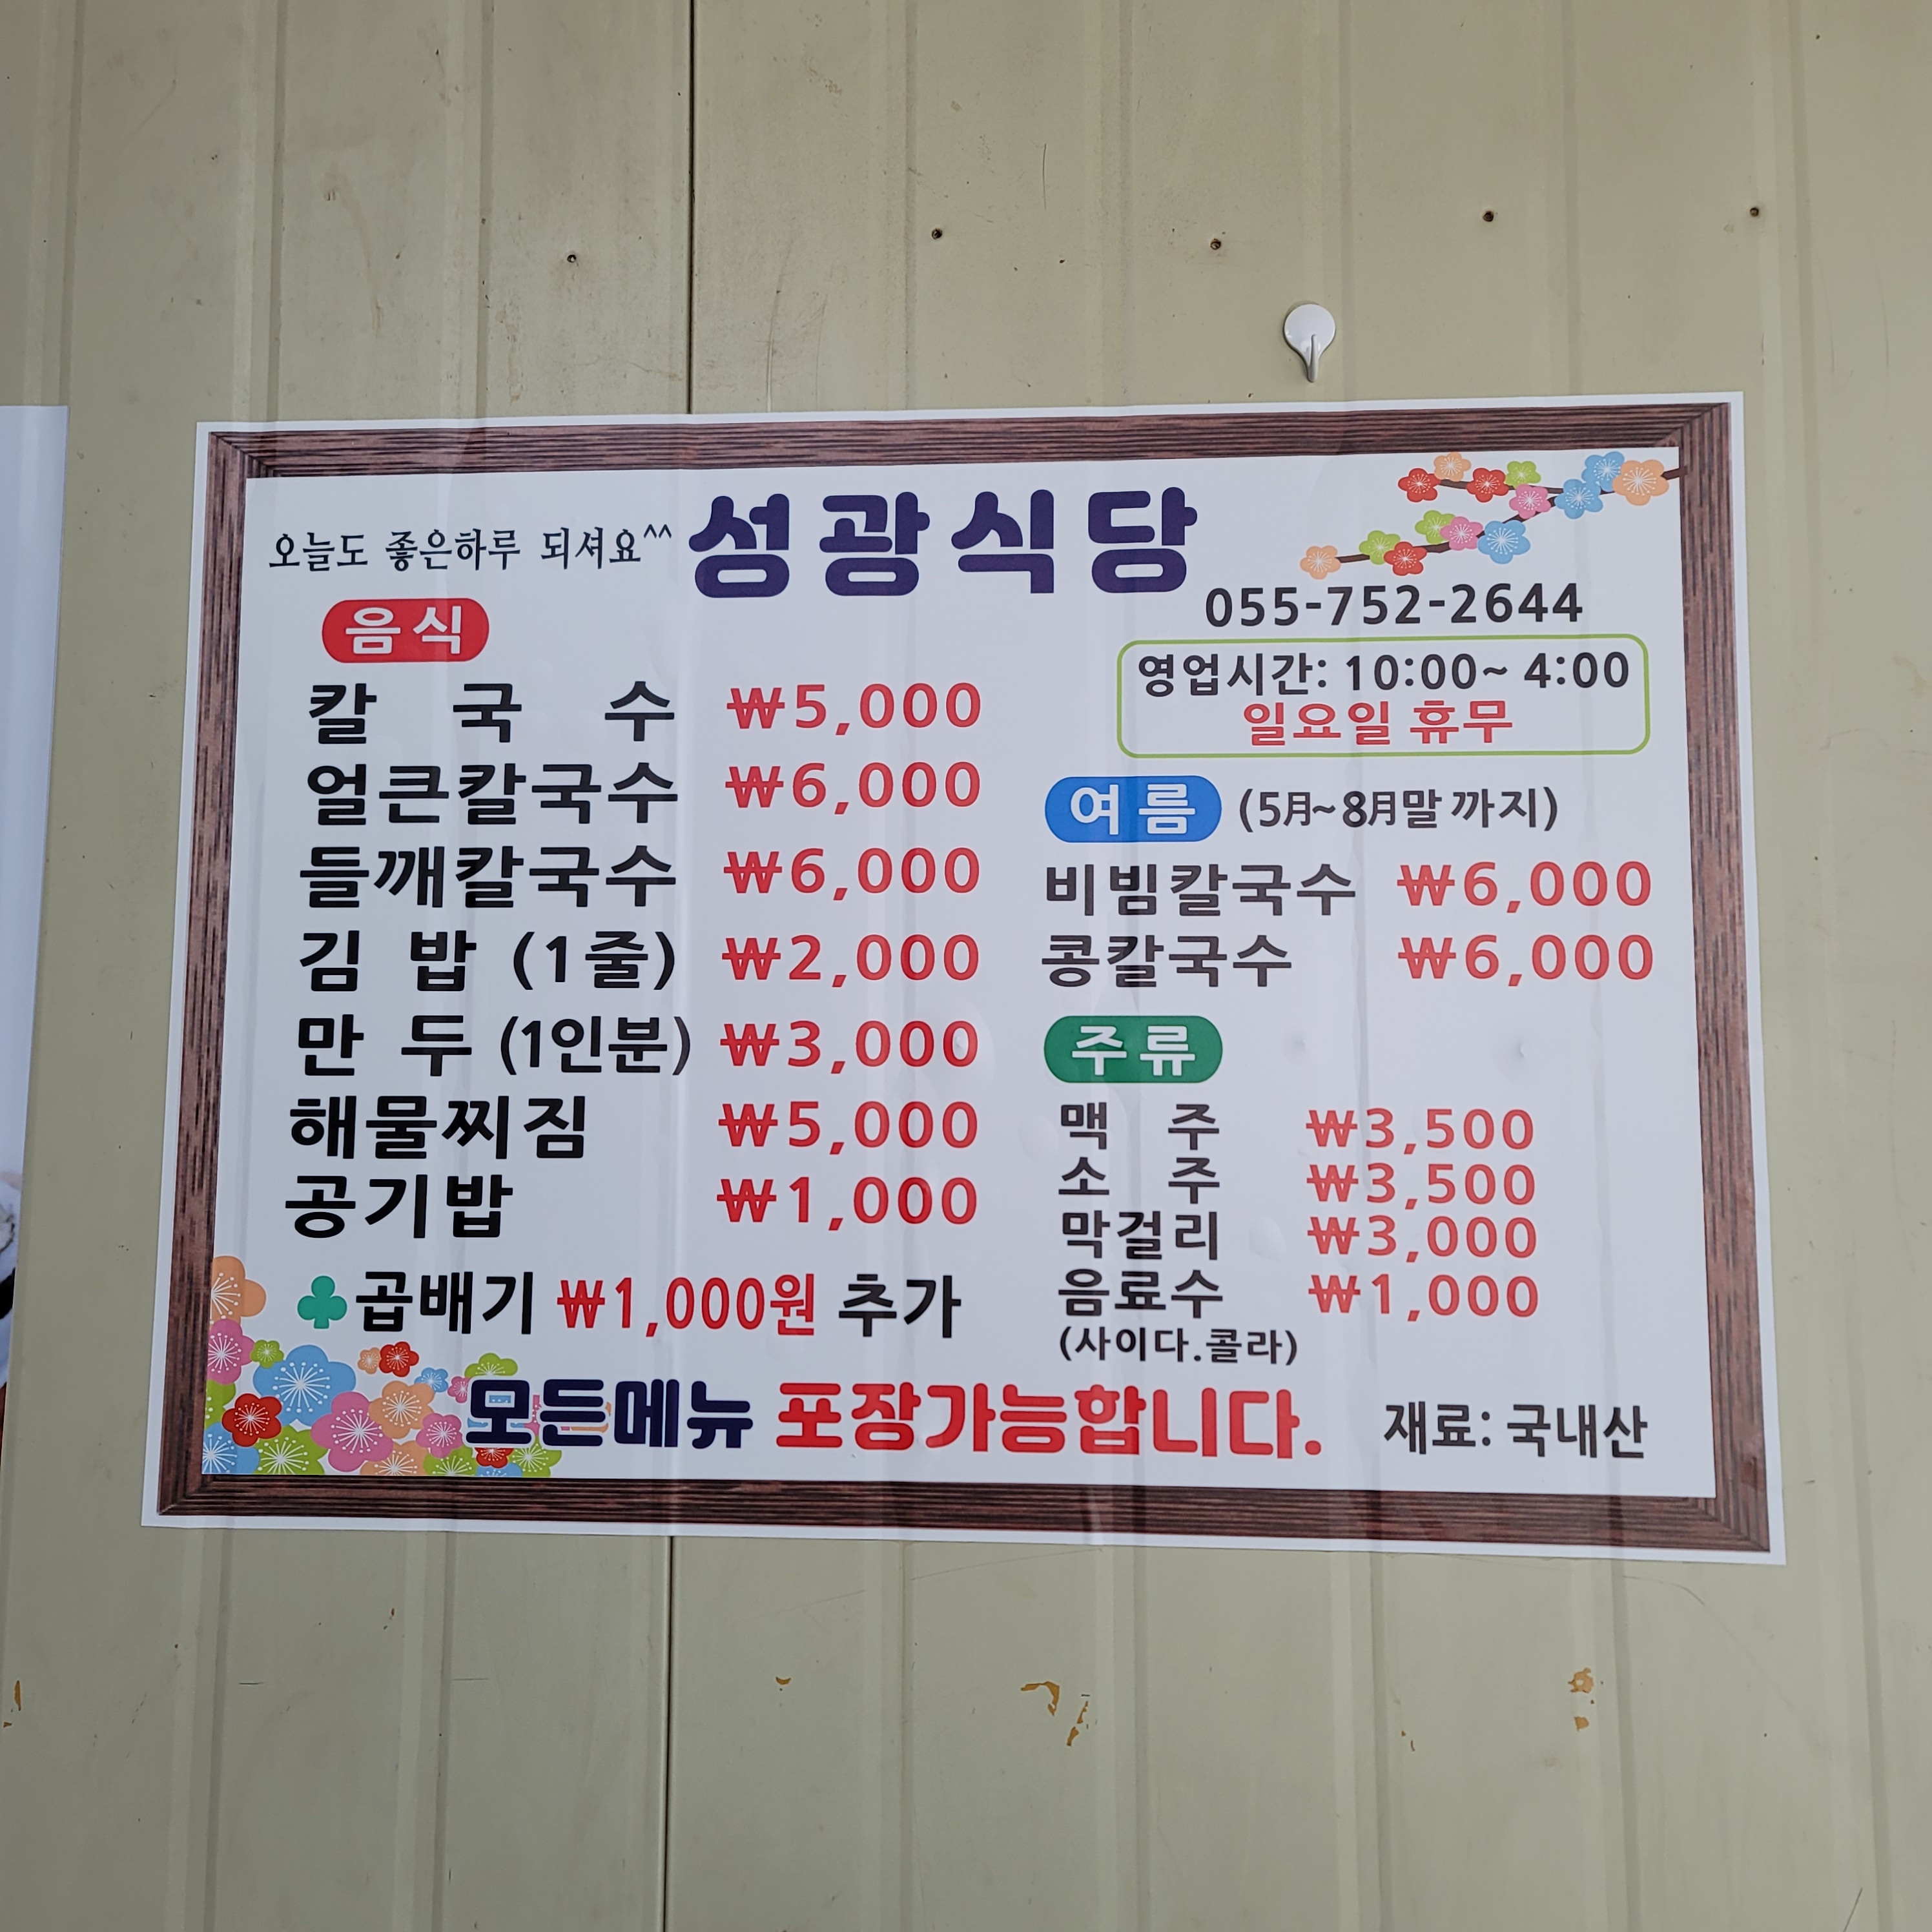 오늘도 좋은하루 되셔요^^ 성광식당
055-752-2644
영업시간: 10:00~ 4:00
일요일 휴무
음식
칼국수 ₩5,000
얼큰칼국수 ₩6,000
들깨칼국수 ₩6,000
김밥 (1줄) ₩2,000
만두 (1인분) ₩3,000
해물찌짐 ₩5,000
공기밥 ₩1,000
♣곱배기 ₩1,000원 추가
여름 (5月~8月말 까지)
비빔칼국수 ₩6,000
콩칼국수 ₩6,000
주류
맥주 ₩3,500
소주 ₩3,500
막걸리 ₩3,000
음료수 ₩1,000
(사이다.콜라)
모든메뉴 포장가능합니다.
재료: 국내산